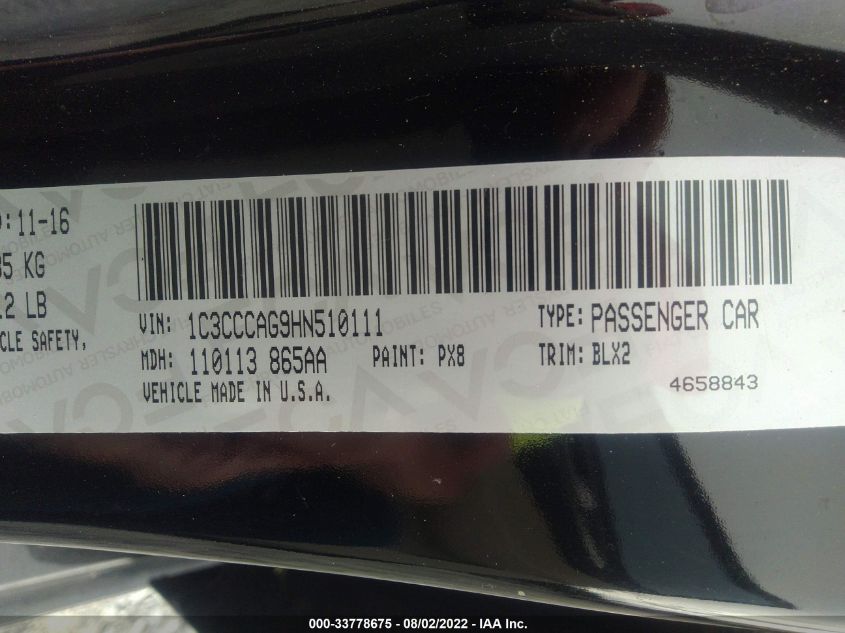 : 11-16
5 KG
.2 LB
CLE SAFETY,
VIN: 1C3CCCAG9HN510111 TYPE: PASSENGER CAR
MDH: 110113 865AA PAINT: PX8 TRIM: BLX2
VEHICLE MADE IN U.S.A. 4658843
000-33778675 - 08/02/2022 - IAA Inc.